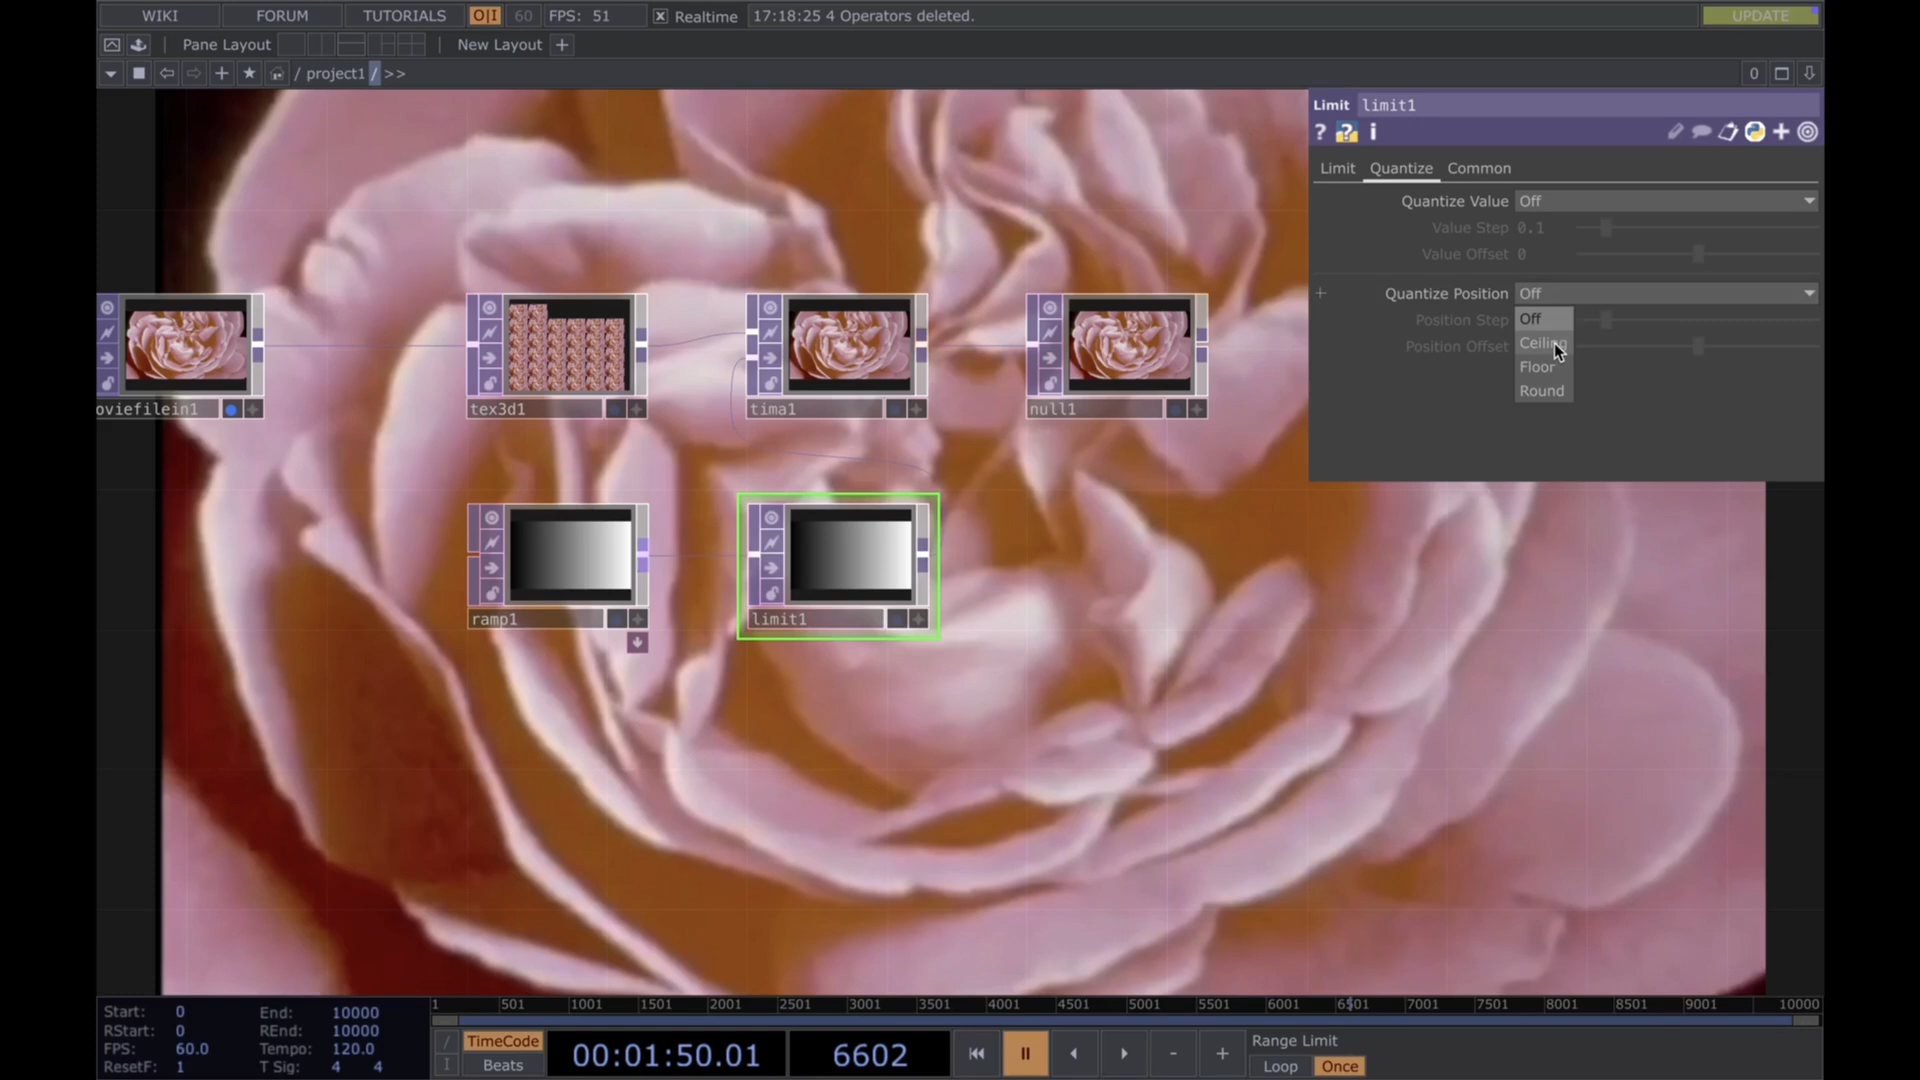 WIKI FORUM TUTORIALS O|I 60 FPS: 51 Realtime 17:18:25 4 Operators deleted. UPDATE
Pane Layout New Layout +
/ project1 / >> 0
Limit limit1
? ? i
Limit Quantize Common
Quantize Value Off
Value Step 0.1
Value Offset 0
+ Quantize Position Off
Position Step
Off
Position Offset
Ceiling
Floor
Round
oviefilein1
tex3d1
tima1
null1
ramp1
limit1
1 501 1001 1501 2001 2501 3001 3501 4001 4501 5001 5501 6001 6501 7001 7501 8001 8501 9001 10000
Start: 0 End: 10000
RStart: 0 REnd: 10000
FPS: 60.0 Tempo: 120.0
ResetF: 1 T Sig: 4 4
/ I
TimeCode
Beats
00:01:50.01 6602 - +
Range Limit
Loop Once